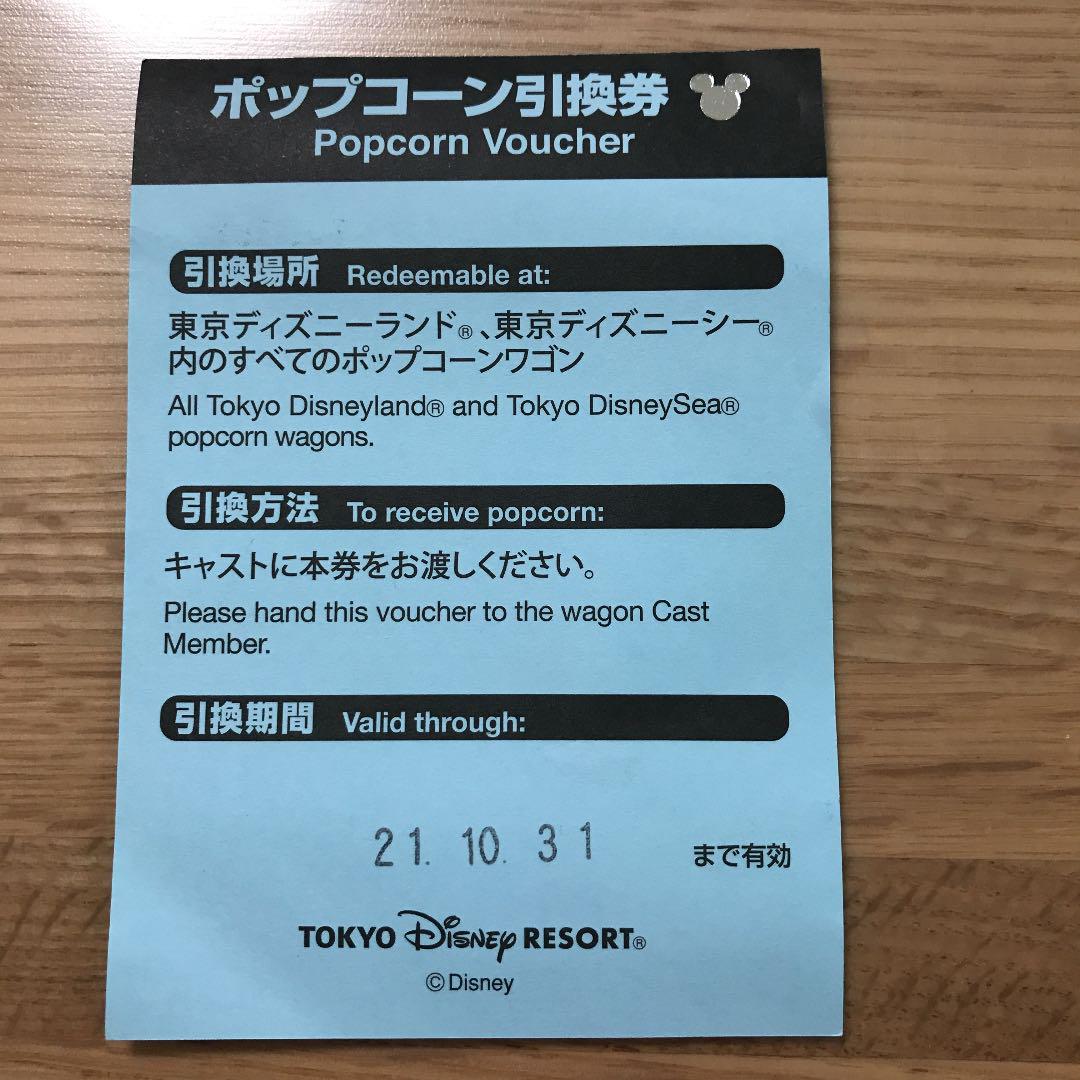 ポップコーン引換券
Popcorn Voucher
引換場所 Redeemable at:
東京ディズニーランド®、東京ディズニーシー®
内のすべてのポップコーンワゴン
All Tokyo Disneyland® and Tokyo DisneySea®
popcorn wagons.
引換方法 To receive popcorn:
キャストに本券をお渡しください。
Please hand this voucher to the wagon Cast
Member.
引換期間 Valid through:
21. 10. 31 まで有効
TOKYO Disney RESORT®
©Disney